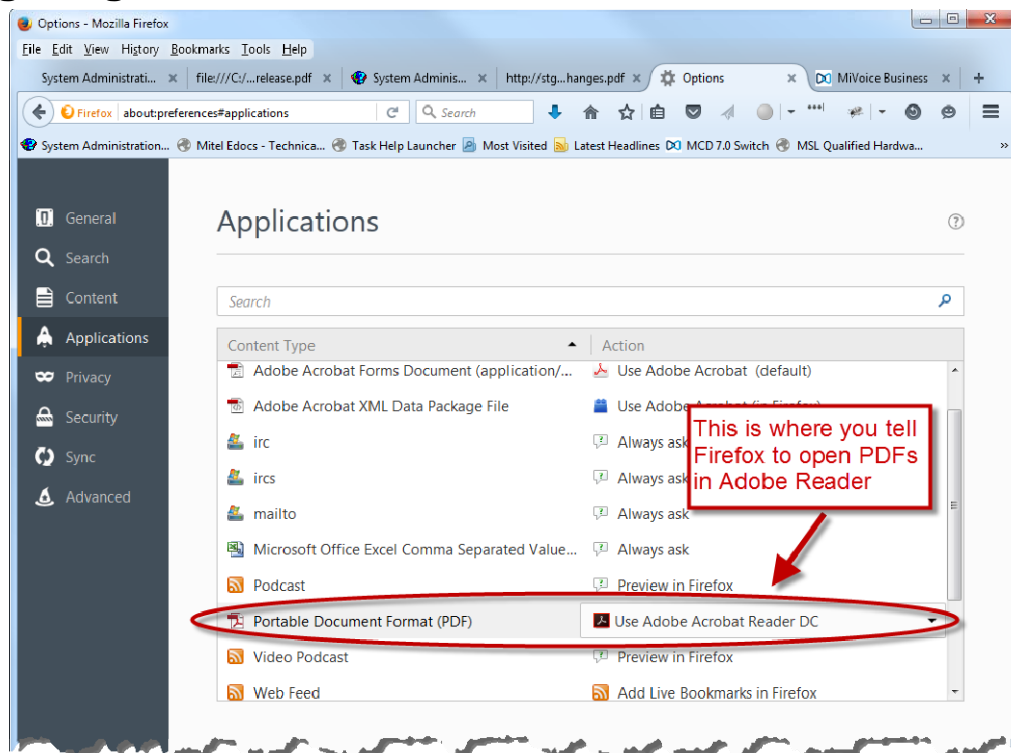 Options - Mozilla Firefox
File Edit View History Bookmarks Tools Help
System Administrati... file:///C:/...release.pdf System Adminis... http://stg...hanges.pdf Options MiVoice Business
Firefox about:preferences#applications Search
System Administration... Mitel Edocs - Technica... Task Help Launcher Most Visited Latest Headlines MCD 7.0 Switch MSL Qualified Hardwa... »
General
Search
Content
Applications
Privacy
Security
Sync
Advanced
Applications
Search
Content Type Action
Adobe Acrobat Forms Document (application/... Use Adobe Acrobat (default)
Adobe Acrobat XML Data Package File Use Adobe Acrobat (in Firefox)
irc Always ask
ircs Always ask
mailto Always ask
Microsoft Office Excel Comma Separated Value... Always ask
Podcast Preview in Firefox
Portable Document Format (PDF) Use Adobe Acrobat Reader DC
Video Podcast Preview in Firefox
Web Feed Add Live Bookmarks in Firefox
This is where you tell
Firefox to open PDFs
in Adobe Reader